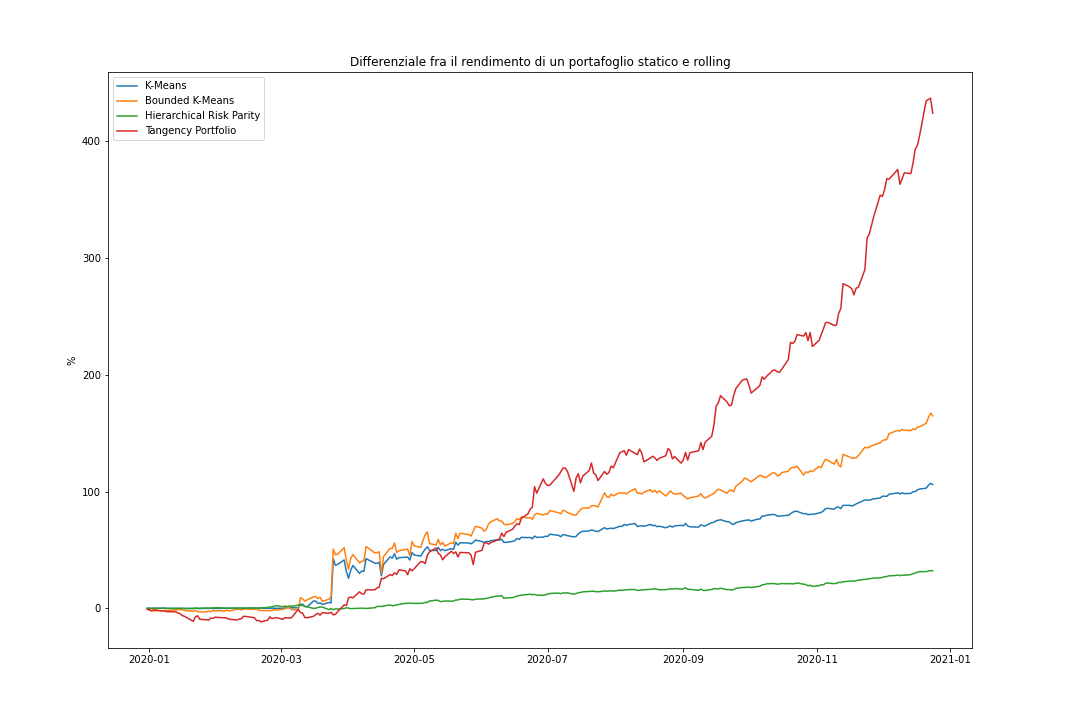 Differenziale fra il rendimento di un portafoglio statico e rolling
K-Means
Bounded K-Means
Hierarchical Risk Parity
Tangency Portfolio
%
400
300
200
100
0
2020-01 2020-03 2020-05 2020-07 2020-09 2020-11 2021-01